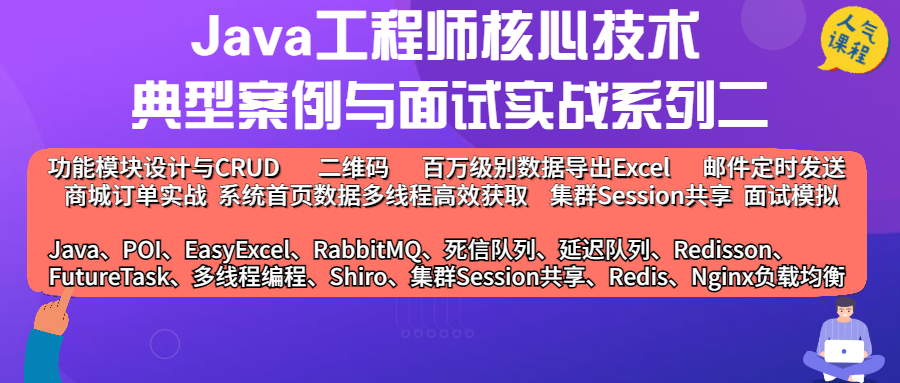 Java工程师核心技术
典型案例与面试实战系列二
人气
课程
功能模块设计与CRUD 二维码 百万级别数据导出Excel 邮件定时发送
商城订单实战 系统首页数据多线程高效获取 集群Session共享 面试模拟
Java、POI、EasyExcel、RabbitMQ、死信队列、延迟队列、Redisson、
FutureTask、多线程编程、Shiro、集群Session共享、Redis、Nginx负载均衡